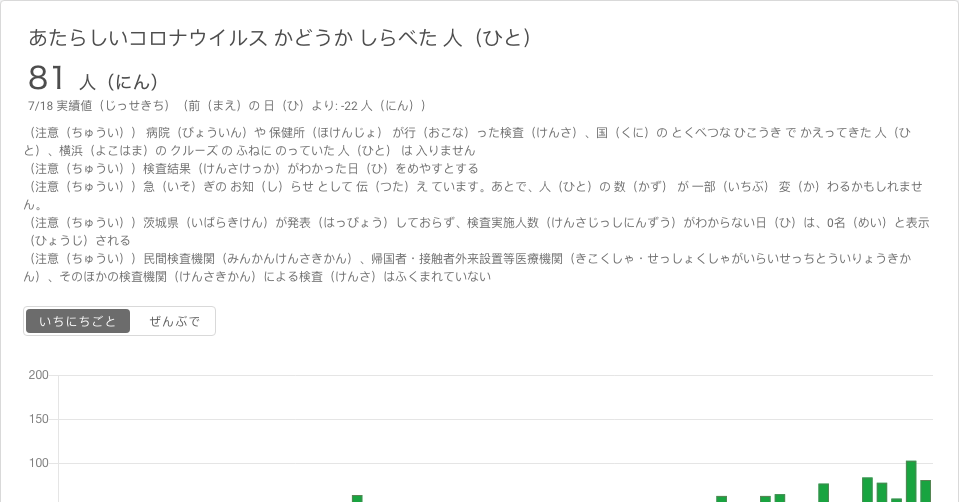 あたらしいコロナウイルス かどうか しらべた 人（ひと）
81 人（にん）
7/18 実績値（じっせきち）（前（まえ）の 日（ひ）より: -22 人（にん））
（注意（ちゅうい）） 病院（びょういん）や 保健所（ほけんじょ） が行（おこな）った検査（けんさ）、国（くに）の とくべつな ひこうき で かえってきた 人（ひ
と）、横浜（よこはま）の クルーズ の ふねに のっていた 人（ひと） は 入りません
（注意（ちゅうい））検査結果（けんさけっか）がわかった日（ひ）をめやすとする
（注意（ちゅうい））急（いそ）ぎの お知（し）らせ として 伝（つた）え ています。あとで、人（ひと）の 数（かず） が 一部（いちぶ） 変（か）わるかもしれませ
ん。
（注意（ちゅうい））茨城県（いばらきけん）が発表（はっぴょう）しておらず、検査実施人数（けんさじっしにんずう）がわからない日（ひ）は、0名（めい）と表示
（ひょうじ）される
（注意（ちゅうい））民間検査機関（みんかんけんさきかん）、帰国者・接触者外来設置等医療機関（きこくしゃ・せっしょくしゃがいらいせっちとういりょうきか
ん）、そのほかの検査機関（けんさきかん）による検査（けんさ）はふくまれていない
いちにちごと ぜんぶで
200
150
100